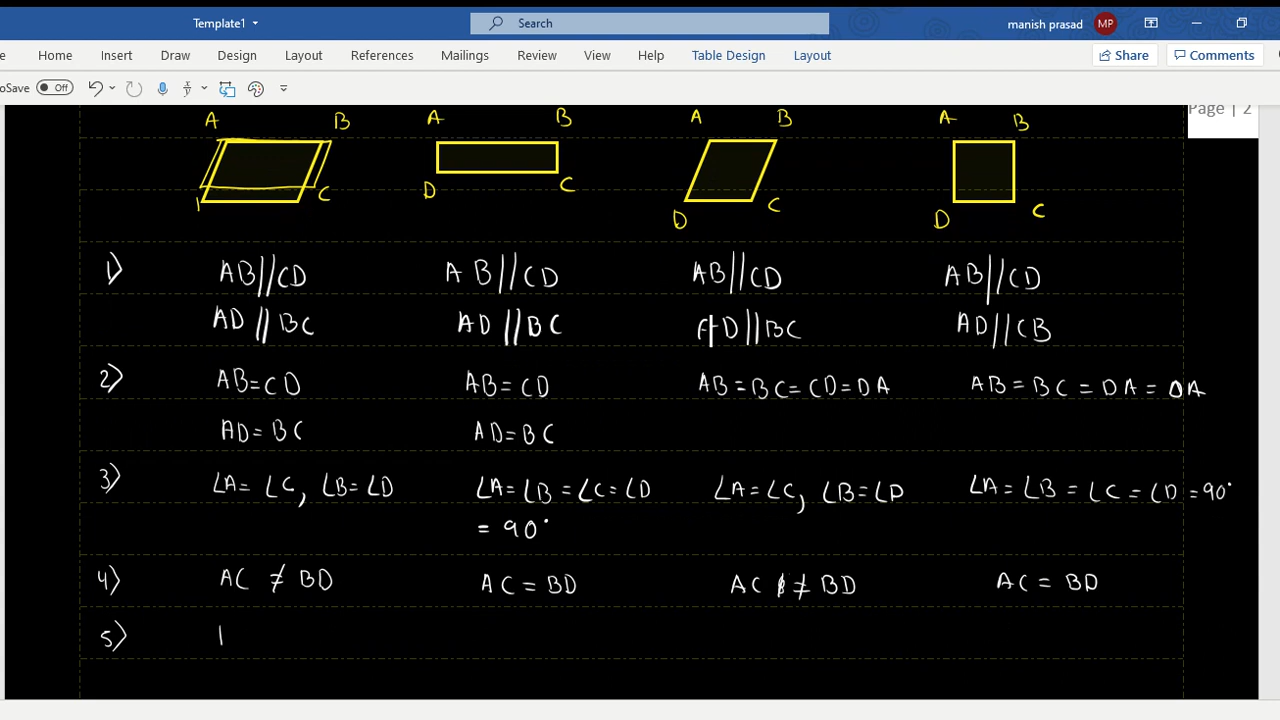 Template1
Search
manish prasad MP
Home Insert Draw Design Layout References Mailings Review View Help Table Design Layout Share Comments
oSave Off
Page | 2
A B A B A B A B
C D C D C D C
1) AB||CD AB||CD AB||CD AB||CD
AD||BC AD||BC AD||BC AD||CB
2) AB=CD AB=CD AB=BC=CD=DA AB=BC=DA=DA
AD=BC AD=BC
3) ∠A=∠C, ∠B=∠D ∠A=∠B=∠C=∠D ∠A=∠C, ∠B=∠D ∠A=∠B=∠C=∠D=90°
= 90°
4) AC ≠ BD AC = BD AC ≠ BD AC = BD
5)